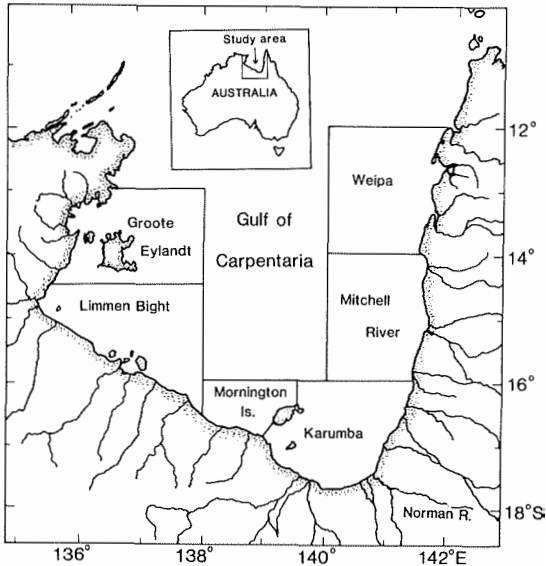 Study area
AUSTRALIA
12°
Weipa
Groote
Eylandt
Gulf of
Carpentaria
14°
Limmen Bight
Mitchell
River
16°
Mornington
Is.
Karumba
Norman R.
18°S
136°
138°
140°
142°E